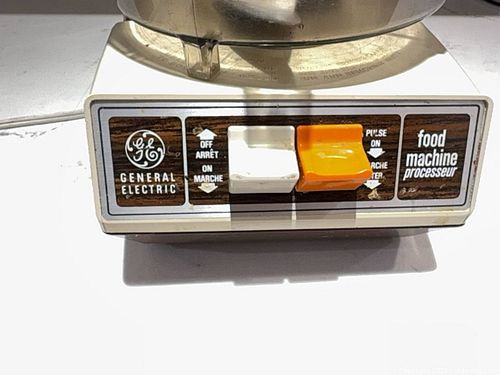 GE
GENERAL
ELECTRIC
OFF
ARRÊT
ON
MARCHE
PULSE
ON
food
machine
processeur